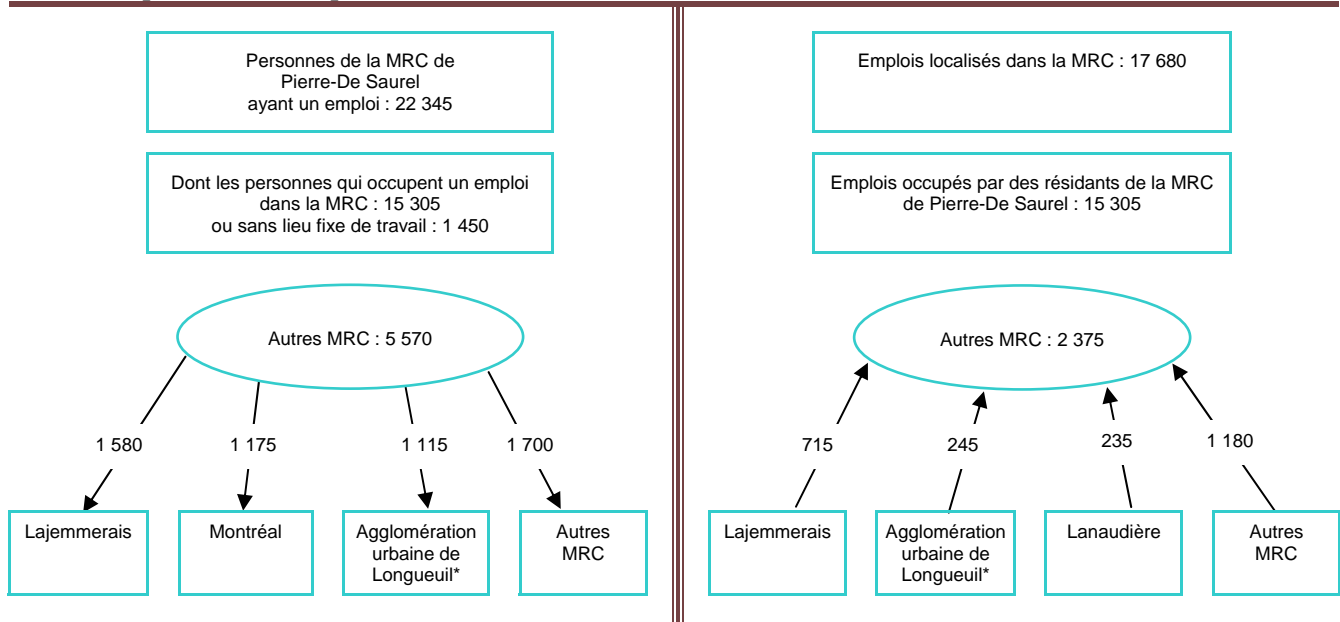 Personnes de la MRC de
Pierre-De Saurel
ayant un emploi : 22 345
Dont les personnes qui occupent un emploi
dans la MRC : 15 305
ou sans lieu fixe de travail : 1 450
Autres MRC : 5 570
1 580
1 175
1 115
1 700
Lajemmerais
Montréal
Agglomération
urbaine de
Longueuil*
Autres
MRC
Emplois localisés dans la MRC : 17 680
Emplois occupés par des résidants de la MRC
de Pierre-De Saurel : 15 305
Autres MRC : 2 375
715
245
235
1 180
Lajemmerais
Agglomération
urbaine de
Longueuil*
Lanaudière
Autres
MRC